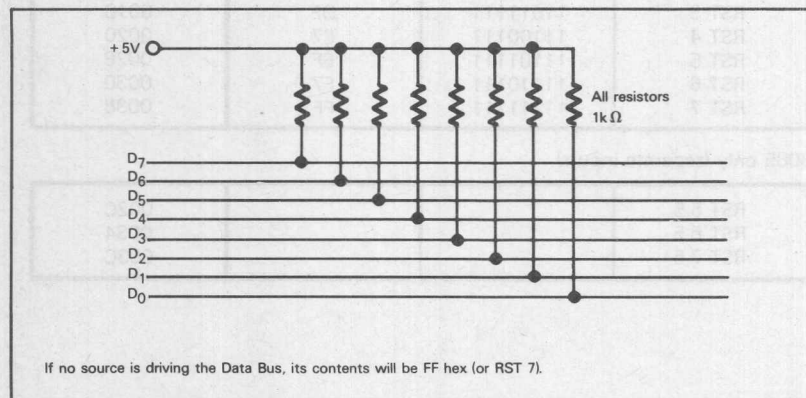 + 5V
All resistors
1k Ω
D7
D6
D5
D4
D3
D2
D1
D0
If no source is driving the Data Bus, its contents will be FF hex (or RST 7).